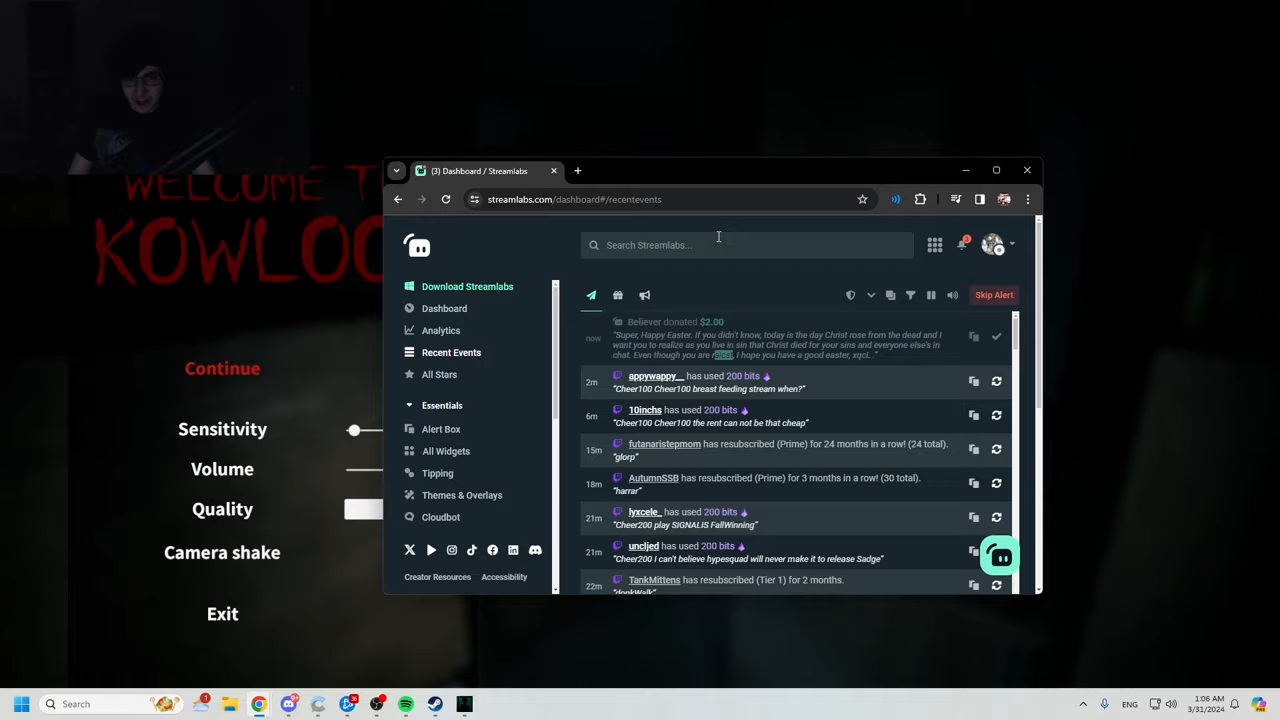 WELCOME T
KOWLOO
Continue
Sensitivity
Volume
Quality
Camera shake
Exit
(3) Dashboard / Streamlabs
streamlabs.com/dashboard#/recentevents
Search Streamlabs...
1
Download Streamlabs
Dashboard
Analytics
Recent Events
All Stars
Essentials
Alert Box
All Widgets
Tipping
Themes & Overlays
Cloudbot
Creator Resources Accessibility
Skip Alert
now
Believer donated $2.00
"Super, Happy Easter. If you didn't know, today is the day Christ rose from the dead and I
want you to realize as you live in sin that Christ died for your sins and everyone else's in
chat. Even though you are , I hope you have a good easter, xqcL."
2m
appywappy__ has used 200 bits
"Cheer100 Cheer100 breast feeding stream when?"
6m
10inchs has used 200 bits
"Cheer100 Cheer100 the rent can not be that cheap"
15m
futanaristepmom has resubscribed (Prime) for 24 months in a row! (24 total).
"glorp"
18m
AutumnSSB has resubscribed (Prime) for 3 months in a row! (30 total).
"harrar"
21m
lyxcele_ has used 200 bits
"Cheer200 play SIGNALIS FallWinning"
21m
uncljed has used 200 bits
"Cheer200 I can't believe hypesquad will never make it to release Sadge"
22m
TankMittens has resubscribed (Tier 1) for 2 months.
"donkWalk"
Search
1
9+
36
ENG
1:06 AM
3/31/2024